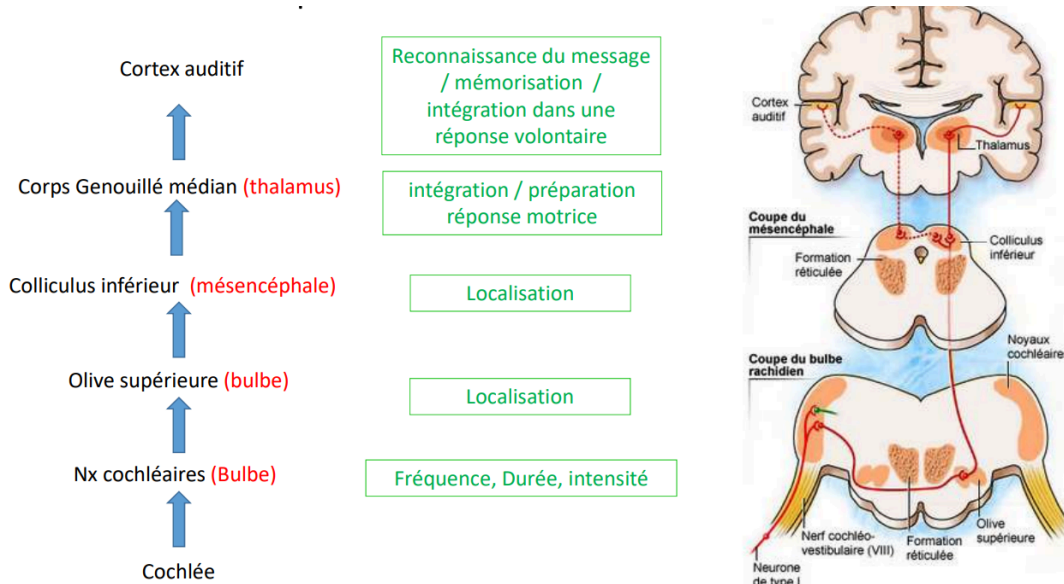 Cortex auditif
Reconnaissance du message
/ mémorisation /
intégration dans une
réponse volontaire
Corps Genouillé médian (thalamus)
intégration / préparation
réponse motrice
Colliculus inférieur (mésencéphale)
Localisation
Olive supérieure (bulbe)
Localisation
Nx cochléaires (Bulbe)
Fréquence, Durée, intensité
Cochlée
Cortex
auditif
Thalamus
Coupe du
mésencéphale
Colliculus
inférieur
Formation
réticulée
Noyaux
cochléaire
Coupe du bulbe
rachidien
Nerf cochléo-
vestibulaire (VIII)
Formation
réticulée
Olive
supérieure
Neurone
de type I